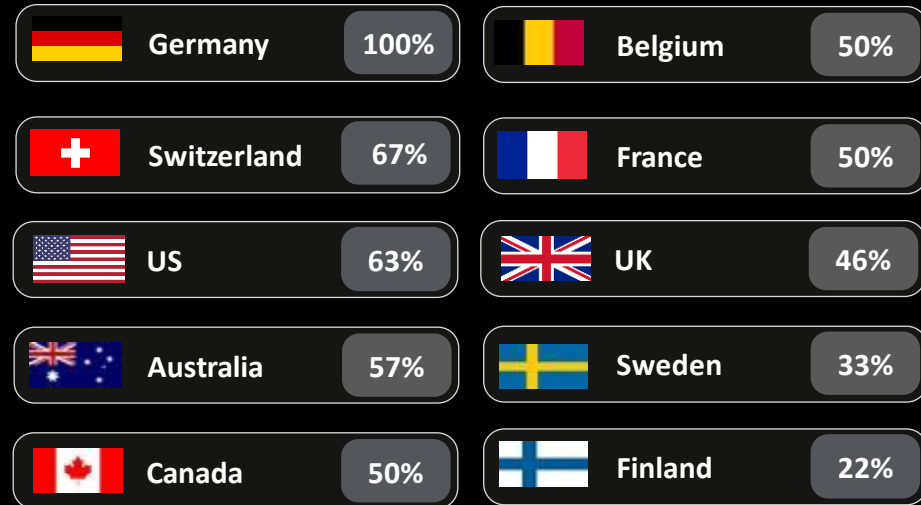 Germany 100%
Switzerland 67%
US 63%
Australia 57%
Canada 50%
Belgium 50%
France 50%
UK 46%
Sweden 33%
Finland 22%